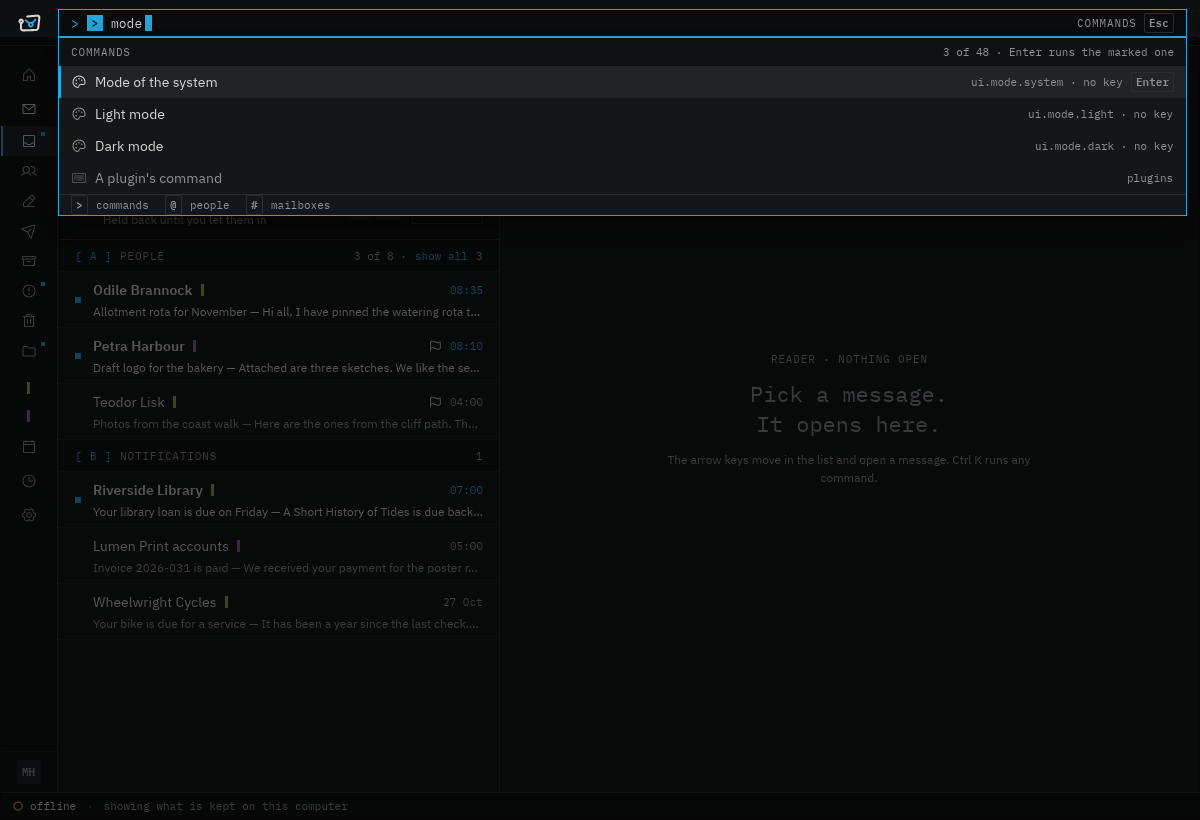 > > mode COMMANDS Esc
COMMANDS 3 of 48 · Enter runs the marked one
Mode of the system ui.mode.system · no key Enter
Light mode ui.mode.light · no key
Dark mode ui.mode.dark · no key
A plugin's command plugins
> commands @ people # mailboxes
Held back until you let them in
[ A ] PEOPLE 3 of 8 · show all 3
Odile Brannock 08:35
Allotment rota for November — Hi all, I have pinned the watering rota t…
Petra Harbour 08:10
Draft logo for the bakery — Attached are three sketches. We like the se…
Teodor Lisk 04:00
Photos from the coast walk — Here are the ones from the cliff path. Th…
[ B ] NOTIFICATIONS 1
Riverside Library 07:00
Your library loan is due on Friday — A Short History of Tides is due back…
Lumen Print accounts 05:00
Invoice 2026-031 is paid — We received your payment for the poster r…
Wheelwright Cycles 27 Oct
Your bike is due for a service — It has been a year since the last check.…
READER · NOTHING OPEN
Pick a message.
It opens here.
The arrow keys move in the list and open a message. Ctrl K runs any
command.
MH
offline · showing what is kept on this computer